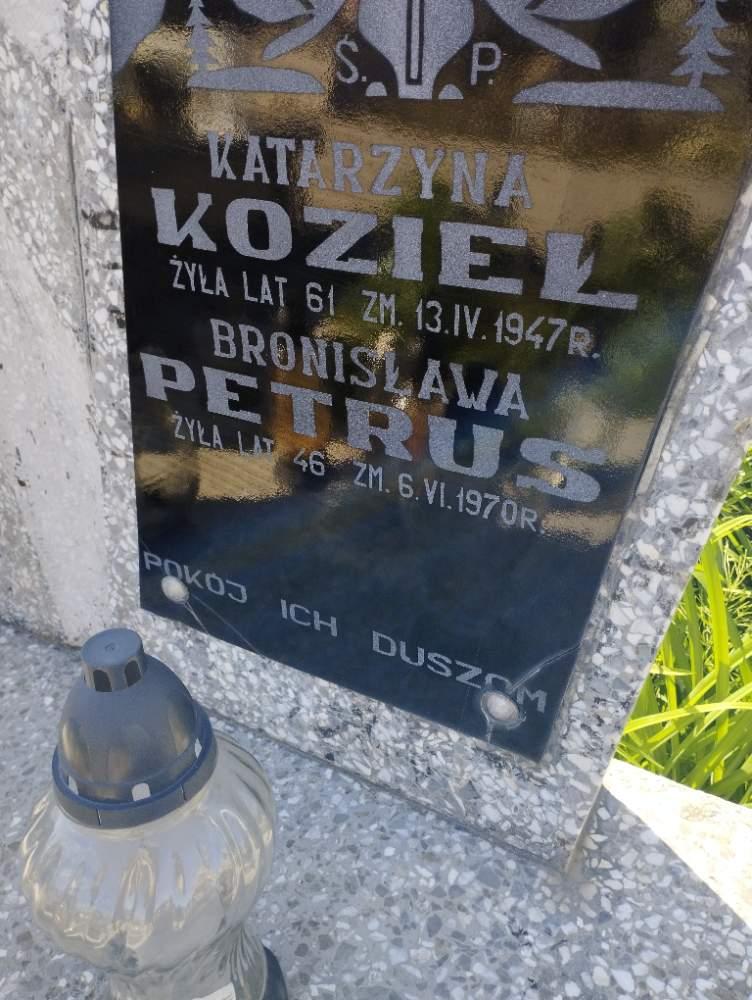 Ś. P.
KATARZYNA
KOZIEŁ
ŻYŁA LAT 61 ZM. 13.IV.1947R.
BRONISŁAWA
PETRUS
ŻYŁA LAT 46 ZM. 6.VI.1970R.
POKÓJ ICH DUSZOM